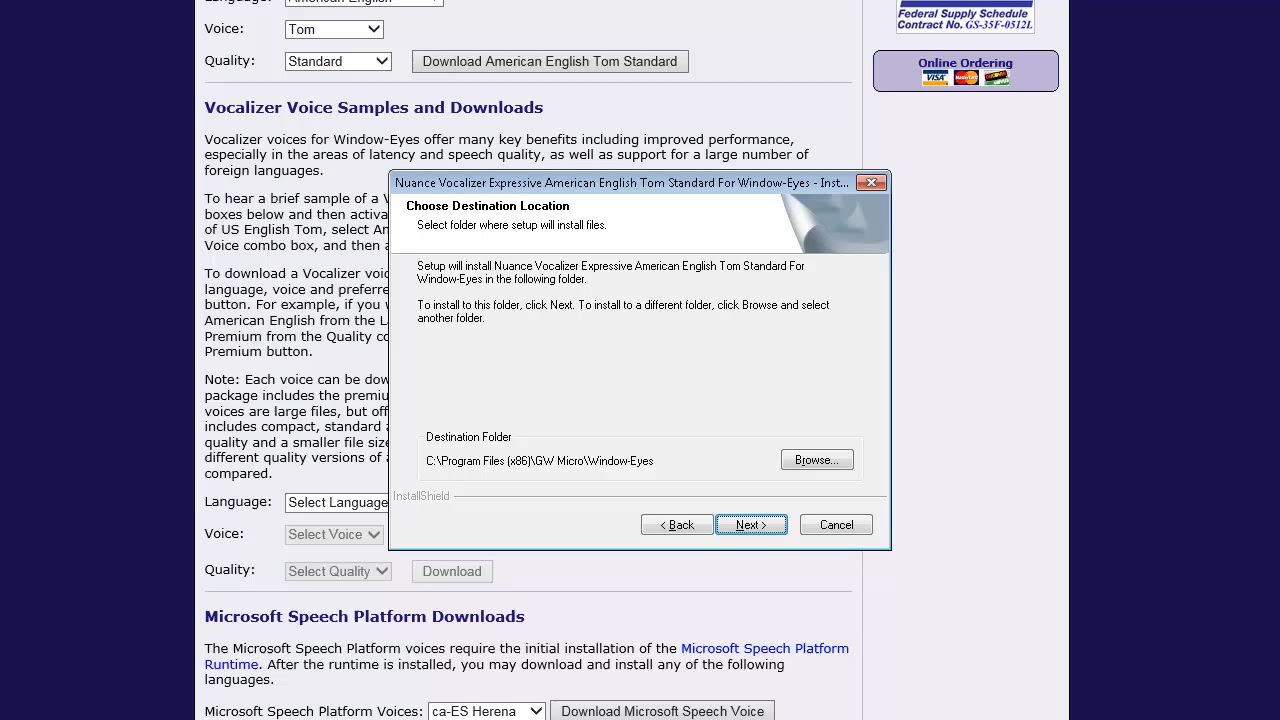 Voice:
Tom
Quality:
Standard
Download American English Tom Standard
Federal Supply Schedule
Contract No. GS-35F-0512L
Online Ordering
VISA
Vocalizer Voice Samples and Downloads
Vocalizer voices for Window-Eyes offer many key benefits including improved performance,
especially in the areas of latency and speech quality, as well as support for a large number of
foreign languages.
To hear a brief sample of a V
boxes below and then activa
of US English Tom, select Am
Voice combo box, and then a
To download a Vocalizer voic
language, voice and preferre
button. For example, if you w
American English from the La
Premium from the Quality co
Premium button.
Note: Each voice can be dow
package includes the premiu
voices are large files, but off
includes compact, standard a
quality and a smaller file size
different quality versions of a
compared.
Nuance Vocalizer Expressive American English Tom Standard For Window-Eyes - Inst...
Choose Destination Location
Select folder where setup will install files.
Setup will install Nuance Vocalizer Expressive American English Tom Standard For
Window-Eyes in the following folder.
To install to this folder, click Next. To install to a different folder, click Browse and select
another folder.
Destination Folder
C:\Program Files (x86)\GW Micro\Window-Eyes
Browse...
InstallShield
< Back
Next >
Cancel
Language:
Select Language
Voice:
Select Voice
Quality:
Select Quality
Download
Microsoft Speech Platform Downloads
The Microsoft Speech Platform voices require the initial installation of the Microsoft Speech Platform
Runtime. After the runtime is installed, you may download and install any of the following
languages.
Microsoft Speech Platform Voices:
ca-ES Herena
Download Microsoft Speech Voice